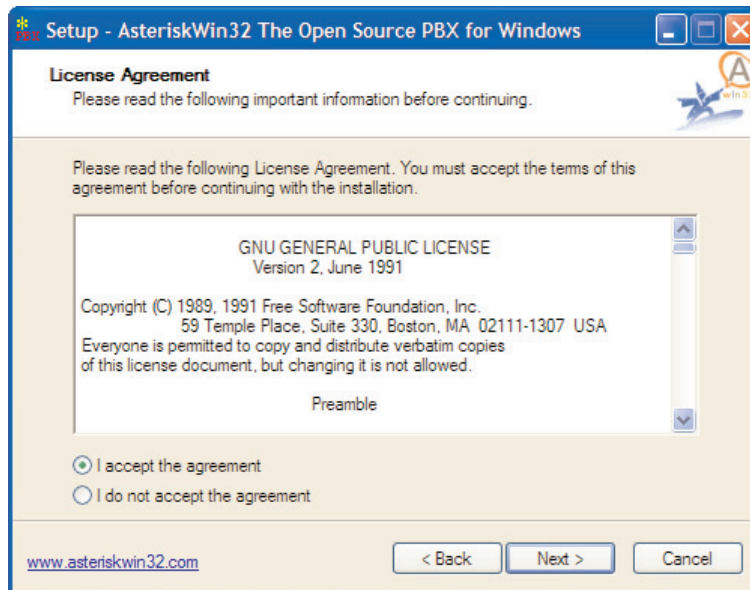 PBX Setup - AsteriskWin32 The Open Source PBX for Windows
License Agreement
Please read the following important information before continuing.
A
win32
Please read the following License Agreement. You must accept the terms of this
agreement before continuing with the installation.
GNU GENERAL PUBLIC LICENSE
Version 2, June 1991
Copyright (C) 1989, 1991 Free Software Foundation, Inc.
59 Temple Place, Suite 330, Boston, MA 02111-1307 USA
Everyone is permitted to copy and distribute verbatim copies
of this license document, but changing it is not allowed.
Preamble
I accept the agreement
I do not accept the agreement
www.asteriskwin32.com
< Back
Next >
Cancel